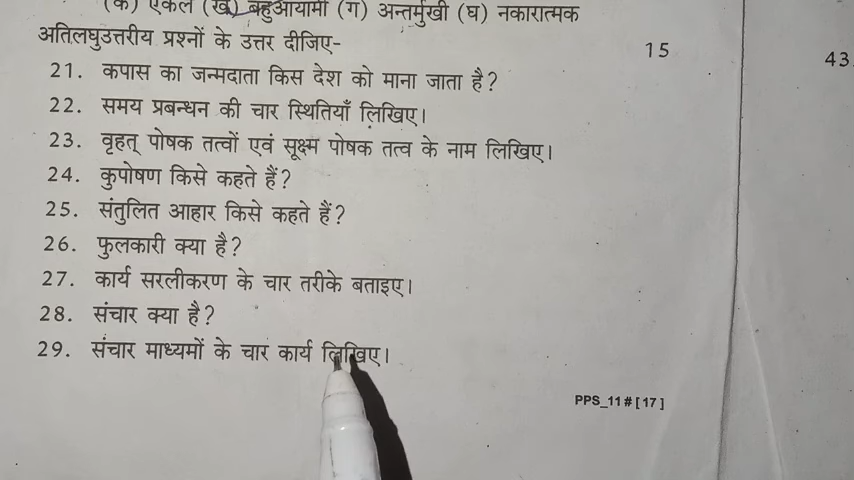 (क) एकल (ख) बहुआयामी (ग) अन्तर्मुखी (घ) नकारात्मक
अतिलघुउत्तरीय प्रश्नों के उत्तर दीजिए- 15
21. कपास का जन्मदाता किस देश को माना जाता है?
22. समय प्रबन्धन की चार स्थितियाँ लिखिए।
23. वृहत् पोषक तत्वों एवं सूक्ष्म पोषक तत्व के नाम लिखिए।
24. कुपोषण किसे कहते हैं?
25. संतुलित आहार किसे कहते हैं?
26. फुलकारी क्या है?
27. कार्य सरलीकरण के चार तरीके बताइए।
28. संचार क्या है?
29. संचार माध्यमों के चार कार्य लिखिए।
PPS_11#[17]
43.